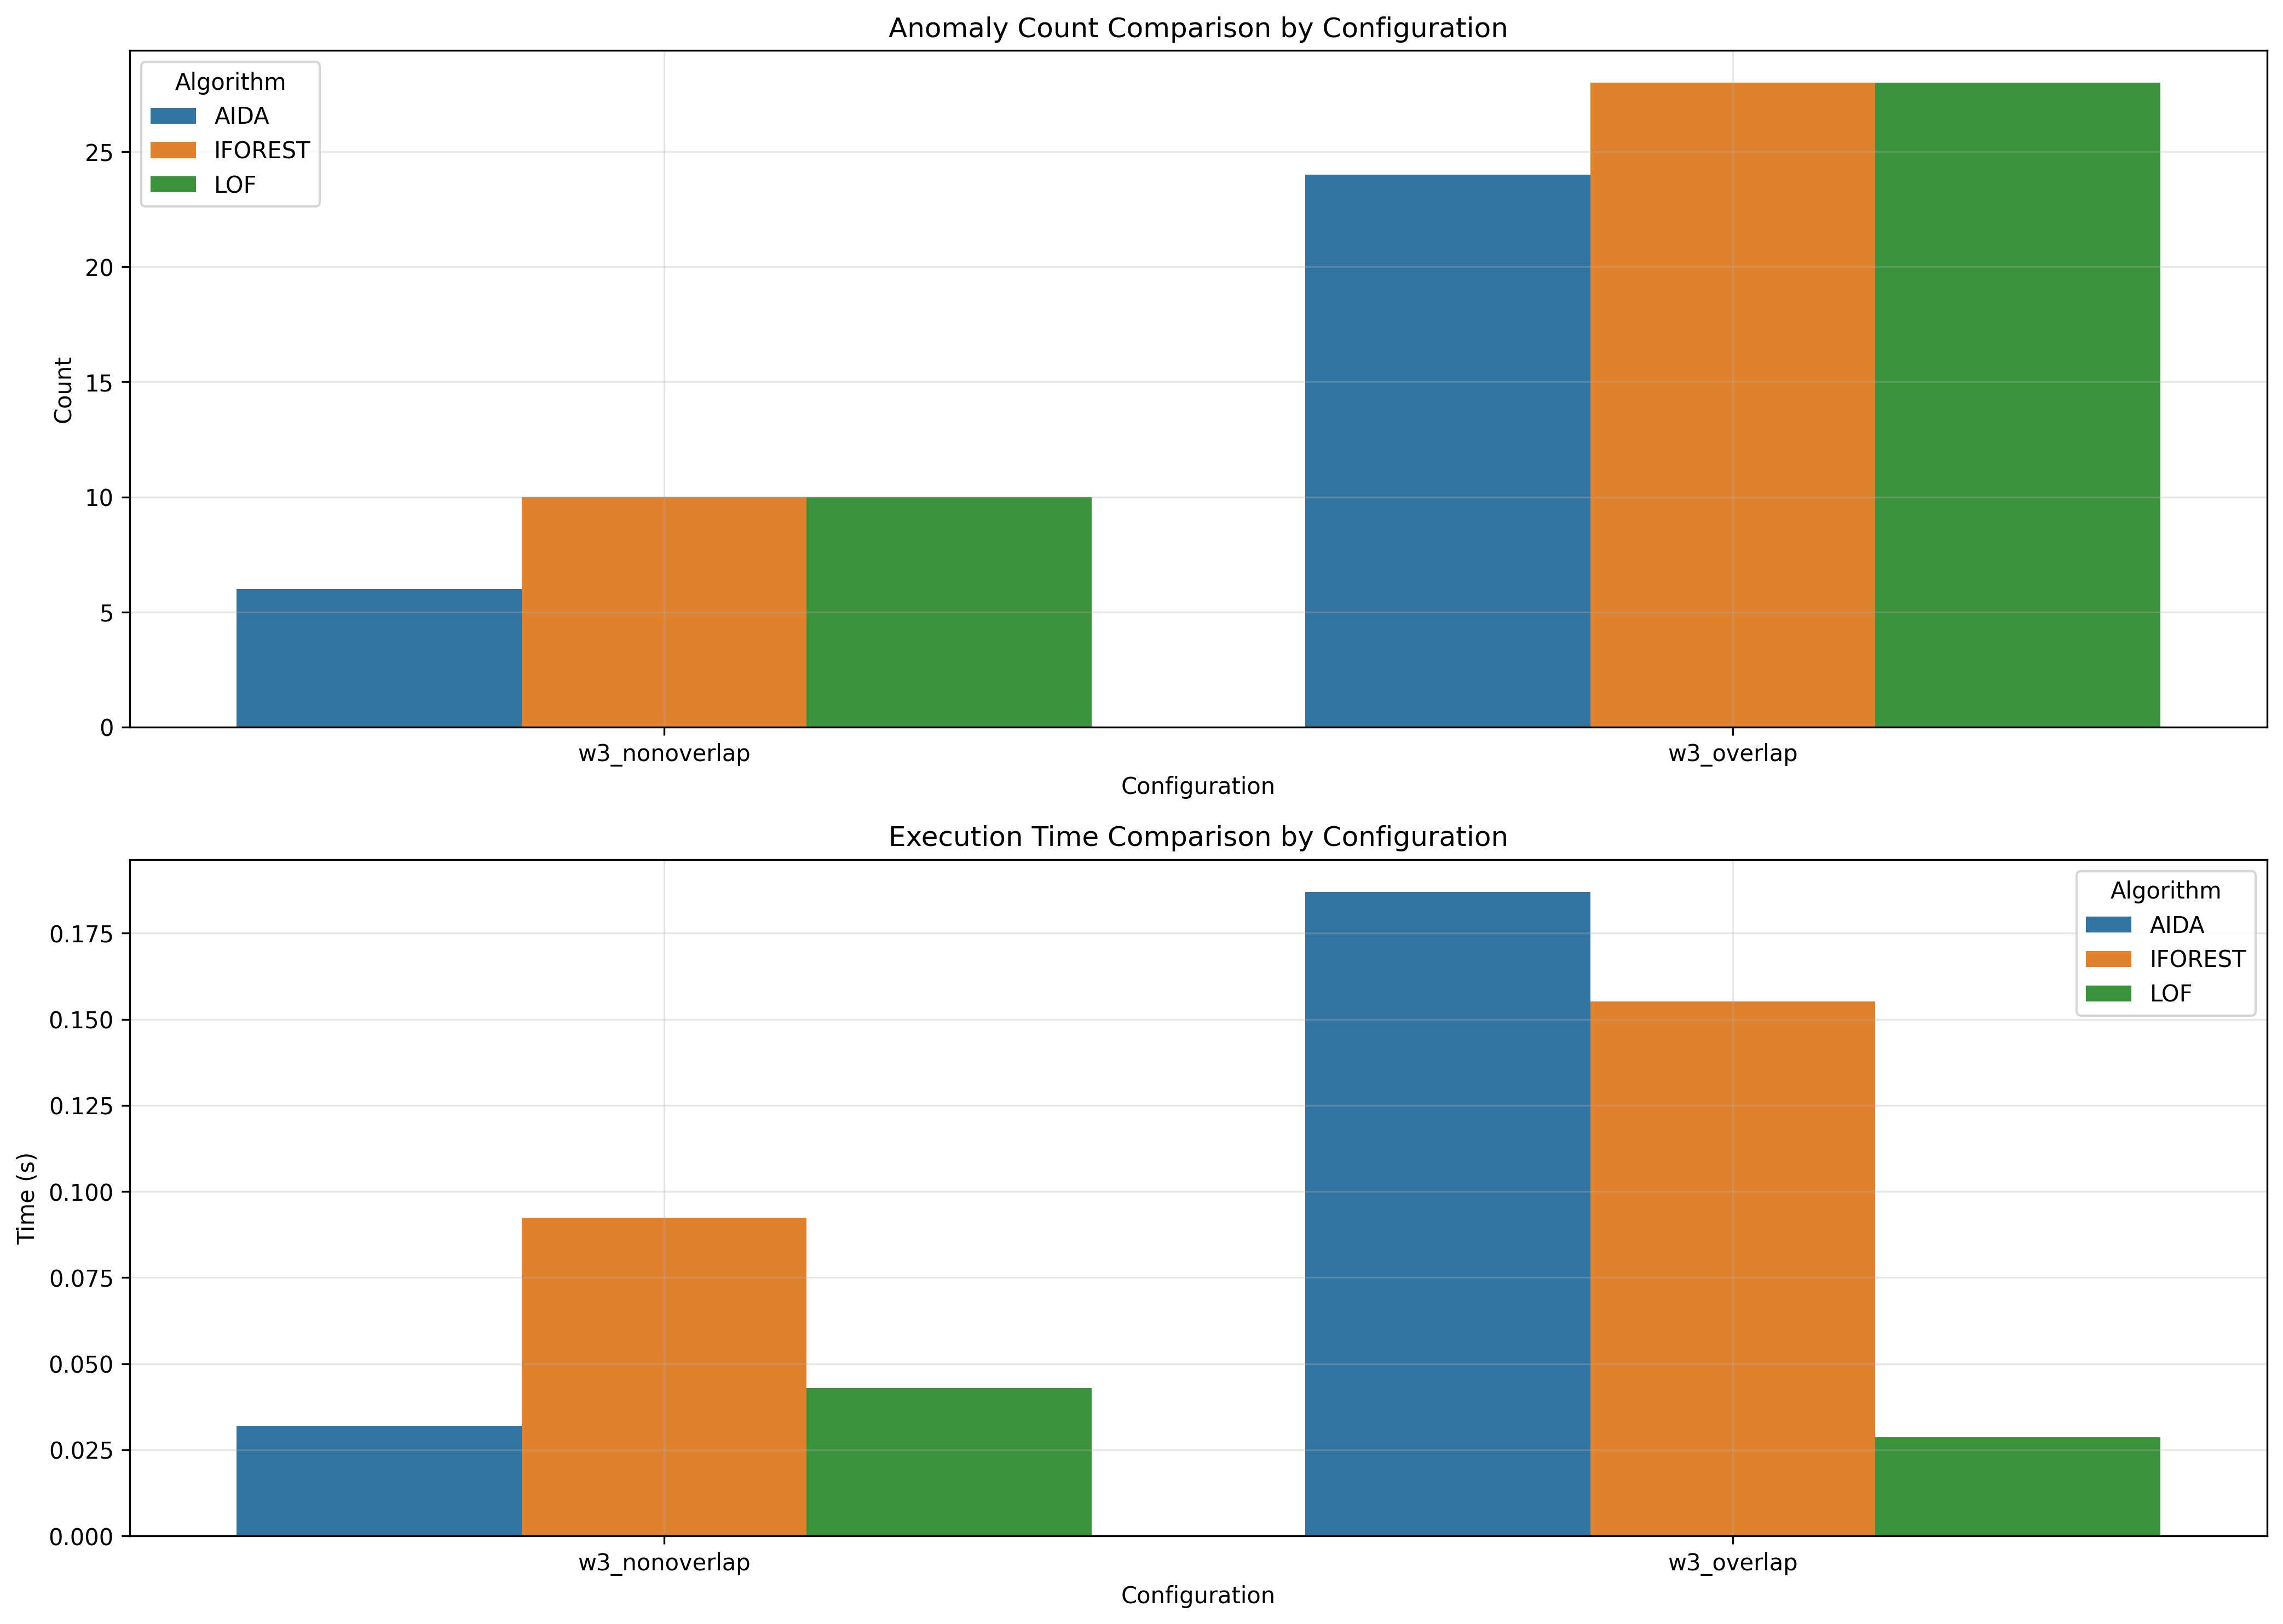 Anomaly Count Comparison by Configuration
Algorithm
AIDA
IFOREST
LOF
25
20
15
10
5
0
Count
w3_nonoverlap
w3_overlap
Configuration
Execution Time Comparison by Configuration
Algorithm
AIDA
IFOREST
LOF
0.175
0.150
0.125
0.100
0.075
0.050
0.025
0.000
Time (s)
w3_nonoverlap
w3_overlap
Configuration